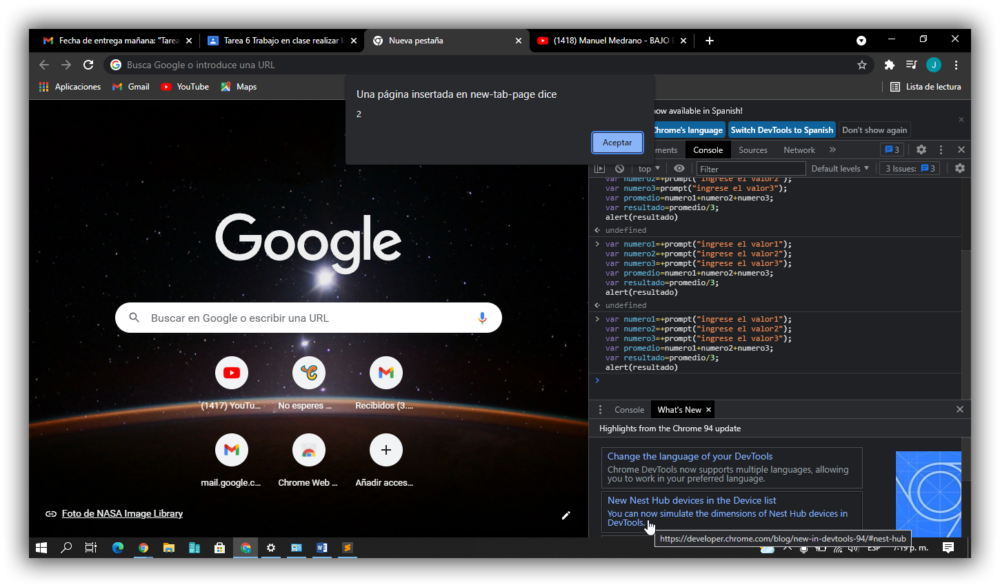 Fecha de entrega mañana: "Tarea
Tarea 6 Trabajo en clase realizar l
Nueva pestaña
(1418) Manuel Medrano - BAJO
Busca Google o introduce una URL
J
Aplicaciones
Gmail
YouTube
Maps
Lista de lectura
Una página insertada en new-tab-page dice
2
Aceptar
now available in Spanish!
Chrome's language
Switch DevTools to Spanish
Don't show again
ments
Console
Sources
Network
3
top
Filter
Default levels
3 Issues:
3
var numero2=+prompt("ingrese el valor2");
var numero3=prompt("ingrese el valor3");
var promedio=numero1+numero2+numero3;
var resultado=promedio/3;
alert(resultado)
undefined
var numero1=+prompt("ingrese el valor1");
var numero2=+prompt("ingrese el valor2");
var numero3=+prompt("ingrese el valor3");
var promedio=numero1+numero2+numero3;
var resultado=promedio/3;
alert(resultado)
undefined
var numero1=+prompt("ingrese el valor1");
var numero2=+prompt("ingrese el valor2");
var numero3=+prompt("ingrese el valor3");
var promedio=numero1+numero2+numero3;
var resultado=promedio/3;
alert(resultado)
Google
Buscar en Google o escribir una URL
(1417) YouTu...
No esperes ...
Recibidos (3....
mail.google.c...
Chrome Web ...
Añadir acces...
Foto de NASA Image Library
Console
What's New
Highlights from the Chrome 94 update
Change the language of your DevTools
Chrome DevTools now supports multiple languages, allowing
you to work in your preferred language.
New Nest Hub devices in the Device list
You can now simulate the dimensions of Nest Hub devices in
DevTools.
https://developer.chrome.com/blog/new-in-devtools-94/#nest-hub
ESP
7:19 p. m.